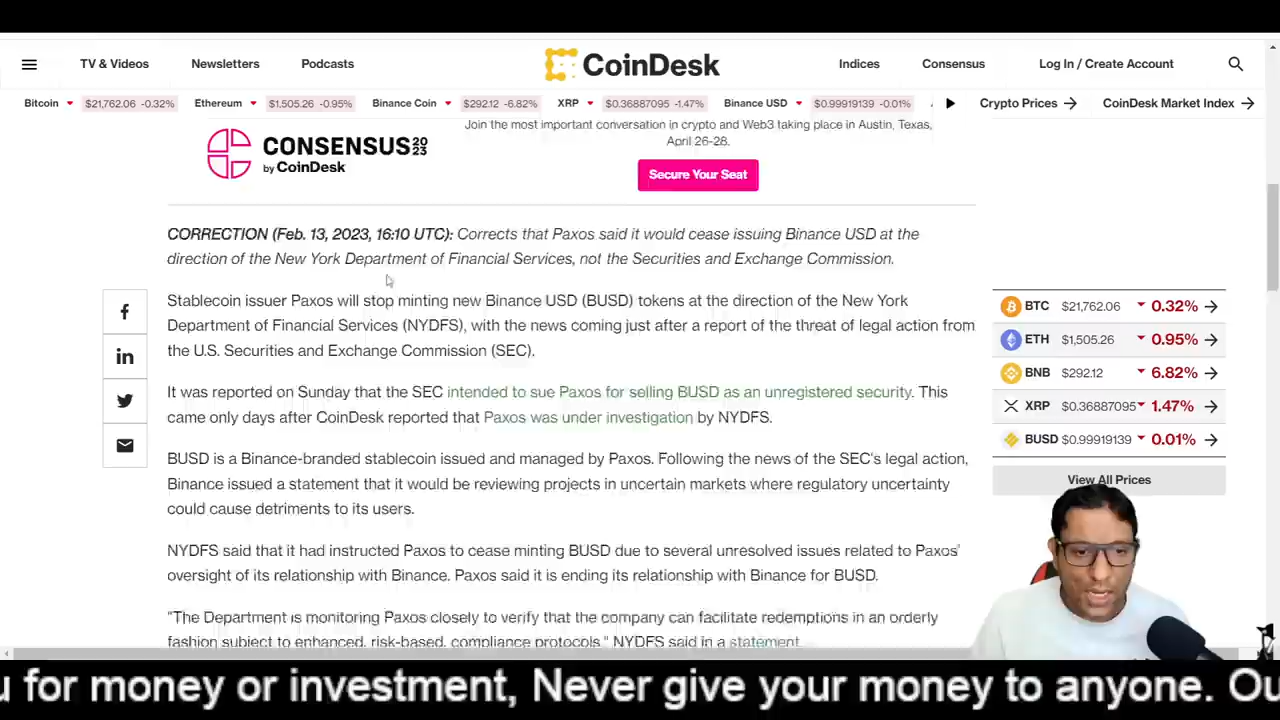 TV & Videos Newsletters Podcasts CoinDesk Indices Consensus Log In / Create Account
Bitcoin $21,762.06 -0.32% Ethereum $1,505.26 -0.95% Binance Coin $292.12 -6.82% XRP $0.36887095 -1.47% Binance USD $0.99919139 -0.01% Crypto Prices CoinDesk Market Index
CONSENSUS 2023
by CoinDesk
Join the most important conversation in crypto and Web3 taking place in Austin, Texas,
April 26-28.
Secure Your Seat
CORRECTION (Feb. 13, 2023, 16:10 UTC): Corrects that Paxos said it would cease issuing Binance USD at the
direction of the New York Department of Financial Services, not the Securities and Exchange Commission.
Stablecoin issuer Paxos will stop minting new Binance USD (BUSD) tokens at the direction of the New York
Department of Financial Services (NYDFS), with the news coming just after a report of the threat of legal action from
the U.S. Securities and Exchange Commission (SEC).
It was reported on Sunday that the SEC intended to sue Paxos for selling BUSD as an unregistered security. This
came only days after CoinDesk reported that Paxos was under investigation by NYDFS.
BUSD is a Binance-branded stablecoin issued and managed by Paxos. Following the news of the SEC's legal action,
Binance issued a statement that it would be reviewing projects in uncertain markets where regulatory uncertainty
could cause detriments to its users.
NYDFS said that it had instructed Paxos to cease minting BUSD due to several unresolved issues related to Paxos'
oversight of its relationship with Binance. Paxos said it is ending its relationship with Binance for BUSD.
"The Department is monitoring Paxos closely to verify that the company can facilitate redemptions in an orderly
fashion subject to enhanced, risk-based, compliance protocols," NYDFS said in a statement.
BTC $21,762.06 0.32%
ETH $1,505.26 0.95%
BNB $292.12 6.82%
XRP $0.36887095 1.47%
BUSD $0.99919139 0.01%
View All Prices
u for money or investment, Never give your money to anyone. Ou